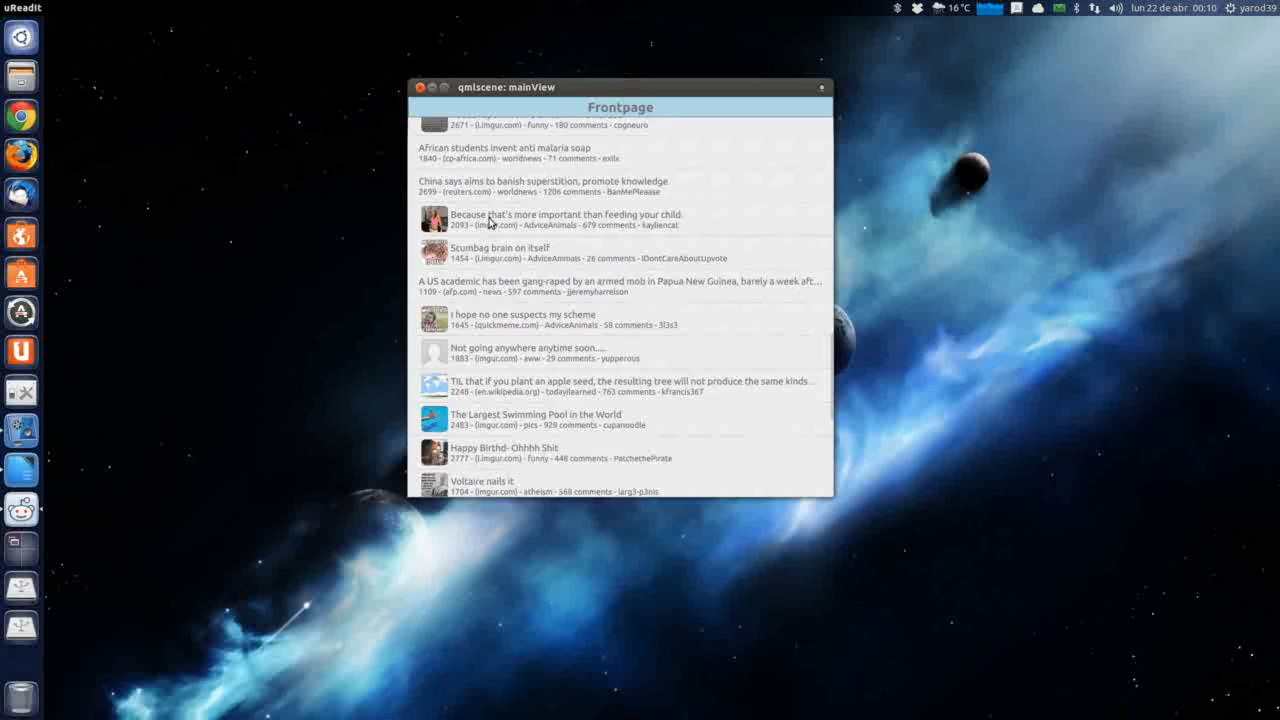 uReadIt
16 °C
lun 22 de abr
00:10
yarod39
qmlscene: mainView
Frontpage
2671 - (i.imgur.com) - funny - 180 comments - cogneuro
African students invent anti malaria soap
1840 - (cp-africa.com) - worldnews - 71 comments - exilx
China says aims to banish superstition, promote knowledge
2699 - (reuters.com) - worldnews - 1206 comments - BanMePleaase
Because that's more important than feeding your child.
2093 - (imgur.com) - AdviceAnimals - 679 comments - kayliencat
Scumbag brain on itself
1454 - (i.imgur.com) - AdviceAnimals - 26 comments - IDontCareAboutUpvote
A US academic has been gang-raped by an armed mob in Papua New Guinea, barely a week aft...
1109 - (afp.com) - news - 597 comments - jjeremyharrelson
I hope no one suspects my scheme
1645 - (quickmeme.com) - AdviceAnimals - 58 comments - 3l3s3
Not going anywhere anytime soon....
1883 - (imgur.com) - aww - 29 comments - yupperous
TIL that if you plant an apple seed, the resulting tree will not produce the same kinds...
2248 - (en.wikipedia.org) - todayilearned - 763 comments - kfrancis367
The Largest Swimming Pool in the World
2483 - (imgur.com) - pics - 929 comments - cupanoodle
Happy Birthd- Ohhhh Shit
2777 - (i.imgur.com) - funny - 448 comments - PatchethePirate
Voltaire nails it
1704 - (imgur.com) - atheism - 568 comments - larg3-p3nis